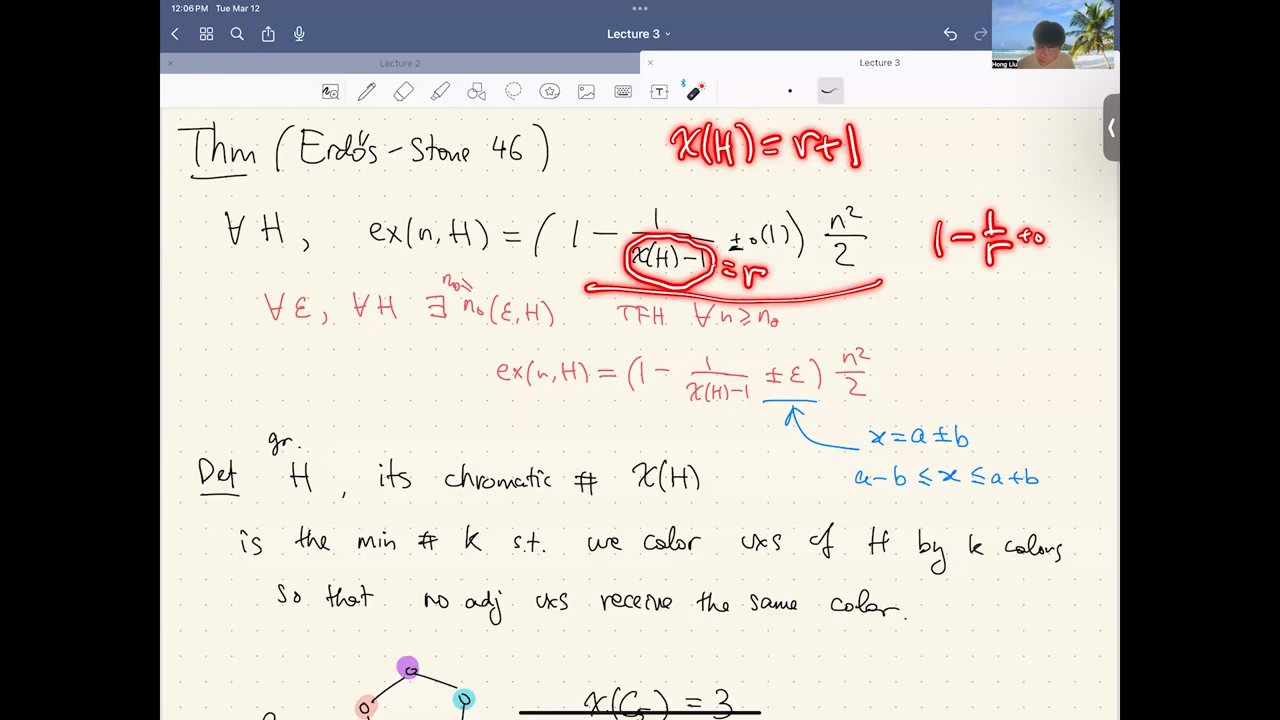 12:06 PM Tue Mar 12
Lecture 3
Lecture 2
Lecture 3
Hong Liu
Thm (Erdős - Stone 46)
χ(H) = r+1
∀ H, ex(n, H) = (1 - 1/(χ(H)-1) ± o(1)) n²/2
= r
1 - 1/r + o
n₀ ≥
∀ ε, ∀ H ∃ n₀(ε, H) TFH ∀ n ≥ n₀
ex(n, H) = (1 - 1/(χ(H)-1) ± ε) n²/2
x = a ± b
a - b ≤ x ≤ a + b
gr.
Def H, its chromatic # χ(H)
is the min # k s.t. we color vxs of H by k colors
so that no adj vxs receive the same color.
χ(C₅) = 3